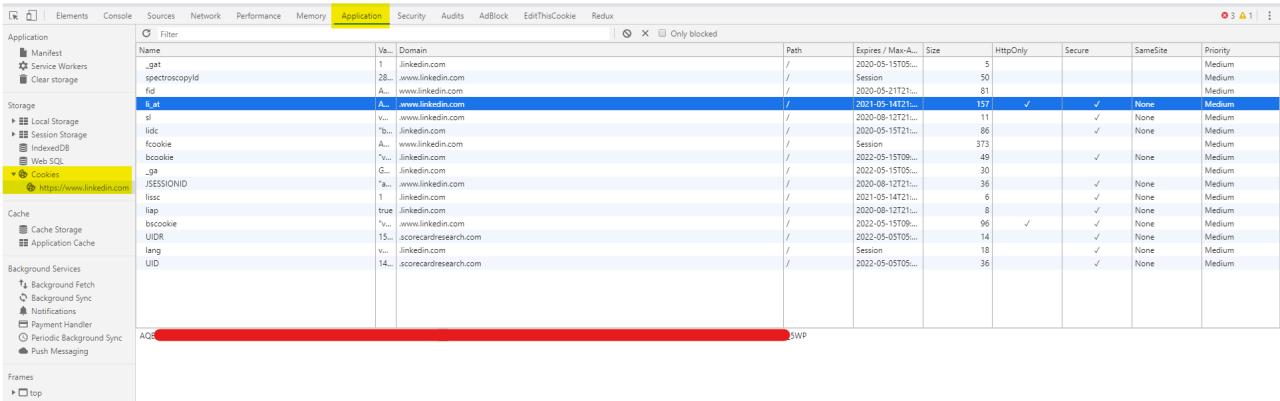 Elements Console Sources Network Performance Memory Application Security Audits AdBlock EditThisCookie Redux 3 1
Application
Manifest
Service Workers
Clear storage
Storage
Local Storage
Session Storage
IndexedDB
Web SQL
Cookies
https://www.linkedin.com
Cache
Cache Storage
Application Cache
Background Services
Background Fetch
Background Sync
Notifications
Payment Handler
Periodic Background Sync
Push Messaging
Frames
top
Filter Only blocked
Name Va... Domain Path Expires / Max-A... Size HttpOnly Secure SameSite Priority
_gat 1 .linkedin.com / 2020-05-15T05:... 5 Medium
spectroscopyId 28... .www.linkedin.com / Session 50 Medium
fid A... www.linkedin.com / 2020-05-21T21:... 81 Medium
li_at A... .www.linkedin.com / 2021-05-14T21:... 157 ✓ ✓ None Medium
sl v... .www.linkedin.com / 2020-08-12T21:... 11 ✓ None Medium
lidc "b... .linkedin.com / 2020-05-15T21:... 86 ✓ None Medium
fcookie A... www.linkedin.com / Session 373 Medium
bcookie "v... .linkedin.com / 2022-05-15T09:... 49 ✓ None Medium
_ga G... .linkedin.com / 2022-05-15T05:... 30 Medium
JSESSIONID "a... .www.linkedin.com / 2020-08-12T21:... 36 ✓ None Medium
lissc 1 .linkedin.com / 2021-05-14T21:... 6 ✓ None Medium
liap true .linkedin.com / 2020-08-12T21:... 8 ✓ None Medium
bscookie "v... .www.linkedin.com / 2022-05-15T09:... 96 ✓ ✓ None Medium
UIDR 15... .scorecardresearch.com / 2022-05-05T05:... 14 ✓ None Medium
lang v... .linkedin.com / Session 18 ✓ None Medium
UID 14... .scorecardresearch.com / 2022-05-05T05:... 36 ✓ None Medium